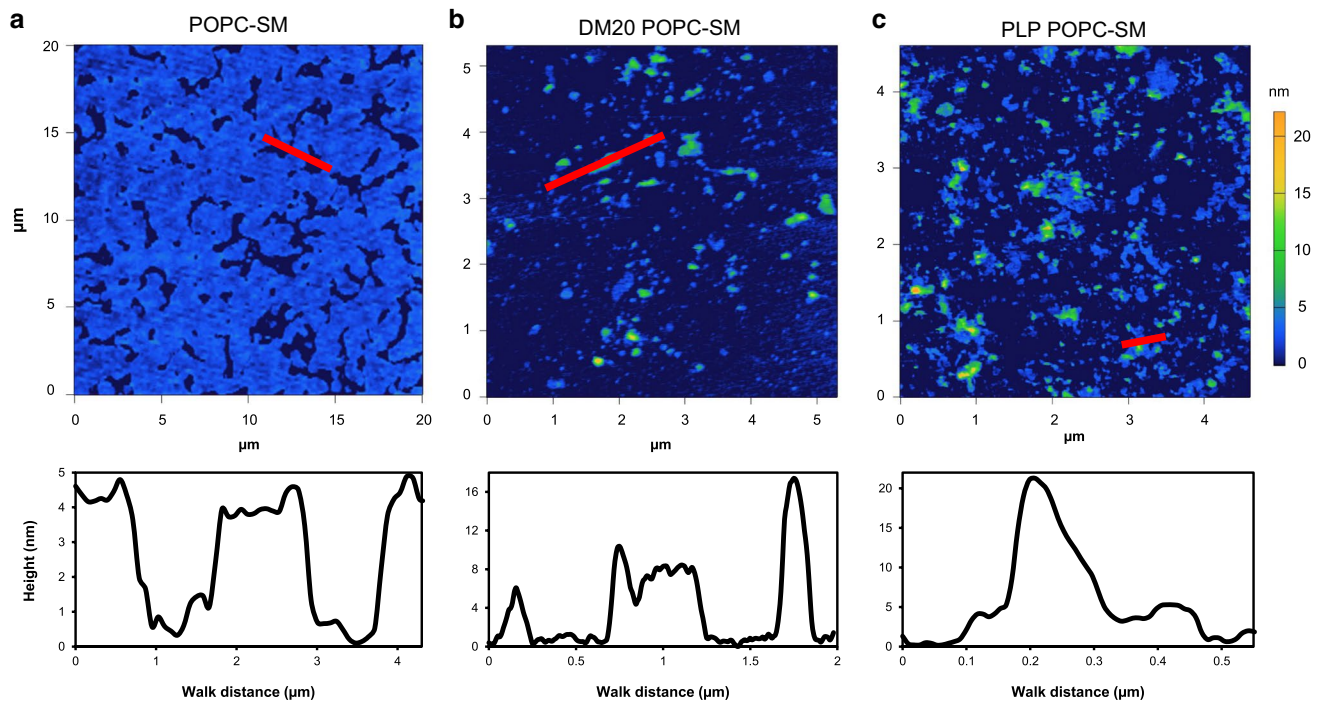 a POPC-SM
b DM20 POPC-SM
c PLP POPC-SM
20
15
10
5
0
µm
0 5 10 15 20
µm
5
4
3
2
1
0
0 1 2 3 4 5
µm
4
3
2
1
0
0 1 2 3 4
µm
nm
20
15
10
5
0
Height (nm)
5
4
3
2
1
0
0 1 2 3 4
Walk distance (µm)
16
12
8
4
0
0 0.5 1 1.5 2
Walk distance (µm)
20
15
10
5
0
0 0.1 0.2 0.3 0.4 0.5
Walk distance (µm)